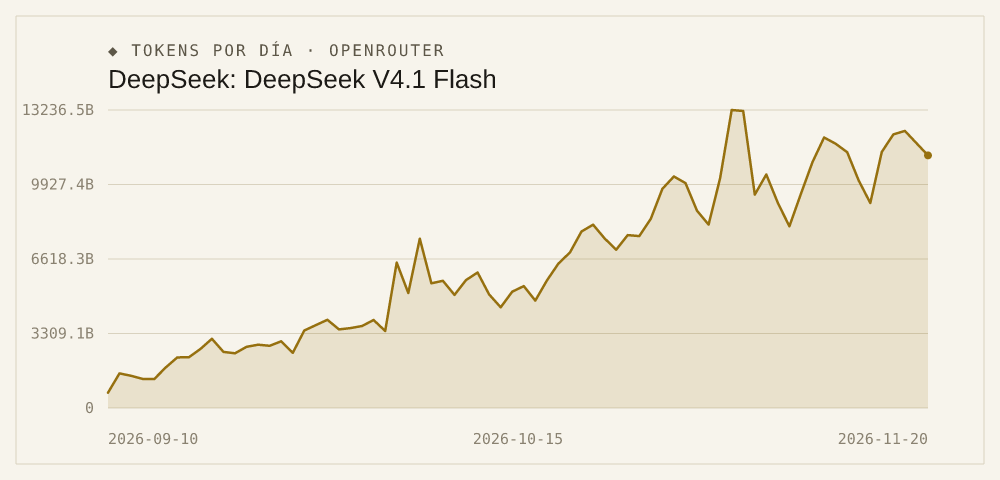 ◆ TOKENS POR DÍA · OPENROUTER
DeepSeek: DeepSeek V4.1 Flash
13236.5B
9927.4B
6618.3B
3309.1B
0
2026-09-10 2026-10-15 2026-11-20